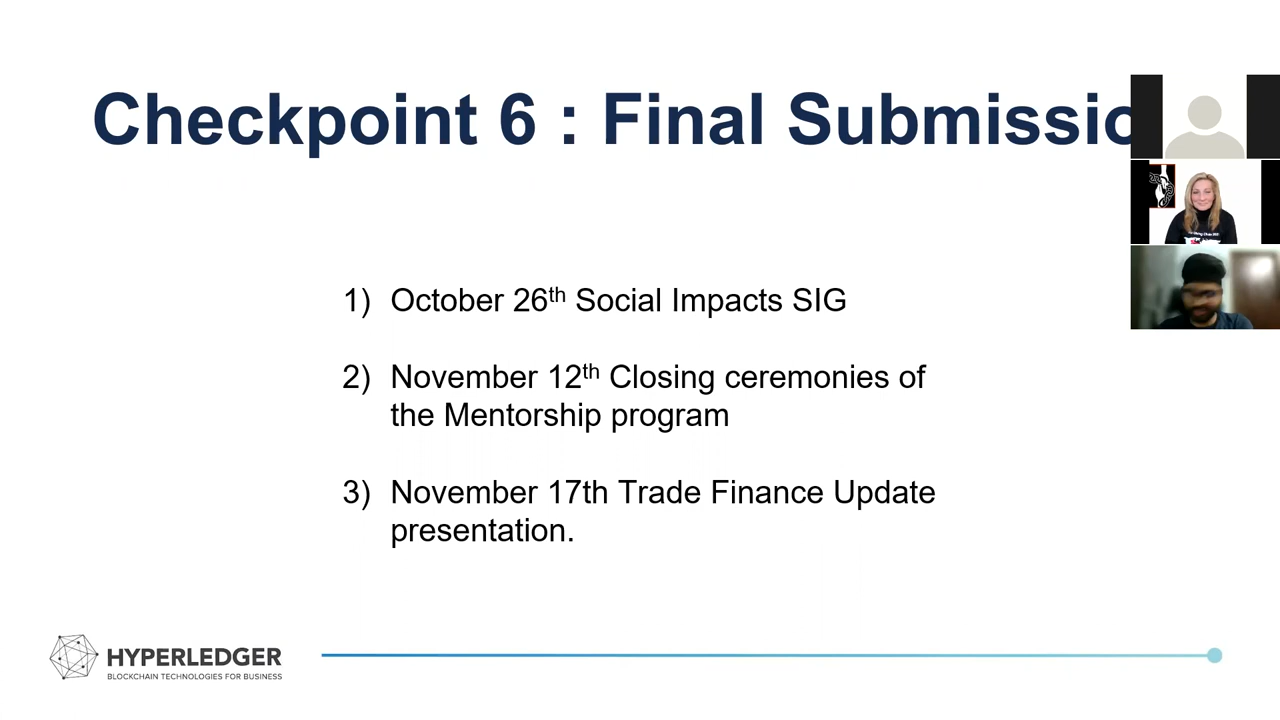 Checkpoint 6 : Final Submissio
1) October 26th Social Impacts SIG
2) November 12th Closing ceremonies of
the Mentorship program
3) November 17th Trade Finance Update
presentation.
HYPERLEDGER
BLOCKCHAIN TECHNOLOGIES FOR BUSINESS